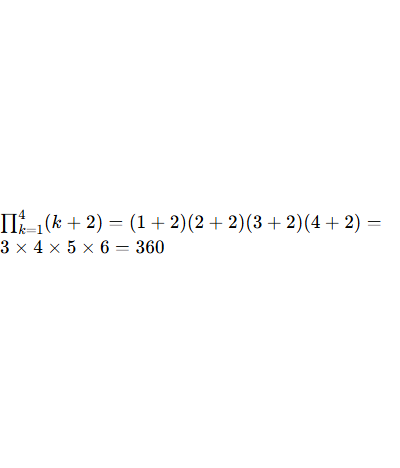 ∏_{k=1}^{4}(k + 2) = (1 + 2)(2 + 2)(3 + 2)(4 + 2) =
3 × 4 × 5 × 6 = 360